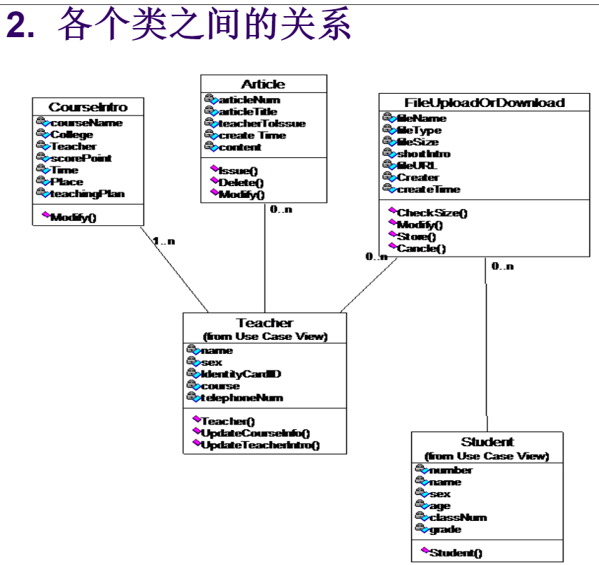 2. 各个类之间的关系
CourseIntro
courseName
College
Teacher
scorePoint
Time
Place
teachingPlan
Modify()
1..n
Article
articleNum
articleTitle
teacherToIssue
create Time
content
Issue()
Delete()
Modify()
0..n
FileUploadOrDownload
fileName
fileType
fileSize
shortIntro
fileURL
Creater
createTime
CheckSize()
Modify()
Store()
Cancle()
0..n
0..n
Teacher
(from Use Case View)
name
sex
IdentityCardID
course
telephoneNum
Teacher()
UpdateCourseInfo()
UpdateTeacherIntro()
Student
(from Use Case View)
number
name
sex
age
classNum
grade
Student()